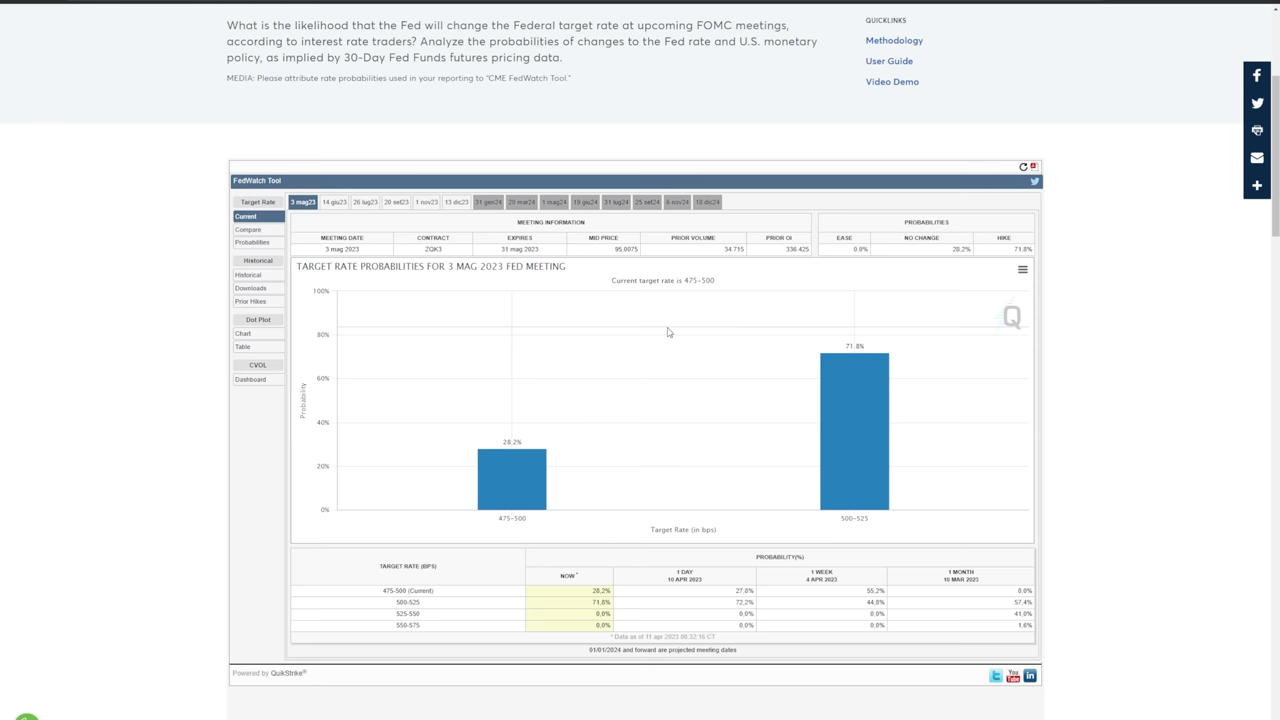 What is the likelihood that the Fed will change the Federal target rate at upcoming FOMC meetings,
according to interest rate traders? Analyze the probabilities of changes to the Fed rate and U.S. monetary
policy, as implied by 30-Day Fed Funds futures pricing data.
MEDIA: Please attribute rate probabilities used in your reporting to “CME FedWatch Tool.”
QUICKLINKS
Methodology
User Guide
Video Demo
FedWatch Tool
Target Rate
Current
Compare
Probabilities
Historical
Historical
Downloads
Prior Hikes
Dot Plot
Chart
Table
CVOL
Dashboard
3 mag23 14 giu23 26 lug23 20 set23 1 nov23 13 dic23 31 gen24 20 mar24 1 mag24 19 giu24 31 lug24 25 set24 6 nov24 18 dic24
MEETING INFORMATION
MEETING DATE CONTRACT EXPIRES MID PRICE PRIOR VOLUME PRIOR OI
3 mag 2023 ZQK3 31 mag 2023 95,0075 34.715 336.425
PROBABILITIES
EASE NO CHANGE HIKE
0,0% 28,2% 71,8%
TARGET RATE PROBABILITIES FOR 3 MAG 2023 FED MEETING
Current target rate is 475-500
Q
Probability
100%
80%
60%
40%
20%
0%
28,2%
71,8%
475-500 500-525
Target Rate (in bps)
TARGET RATE (BPS) PROBABILITY(%)
NOW * 1 DAY 10 APR 2023 1 WEEK 4 APR 2023 1 MONTH 10 MAR 2023
475-500 (Current) 28,2% 27,8% 55,2% 0,0%
500-525 71,8% 72,2% 44,8% 57,4%
525-550 0,0% 0,0% 0,0% 41,0%
550-575 0,0% 0,0% 0,0% 1,6%
* Data as of 11 apr 2023 08:32:16 CT
01/01/2024 and forward are projected meeting dates
Powered by QuikStrike®
You Tube
in